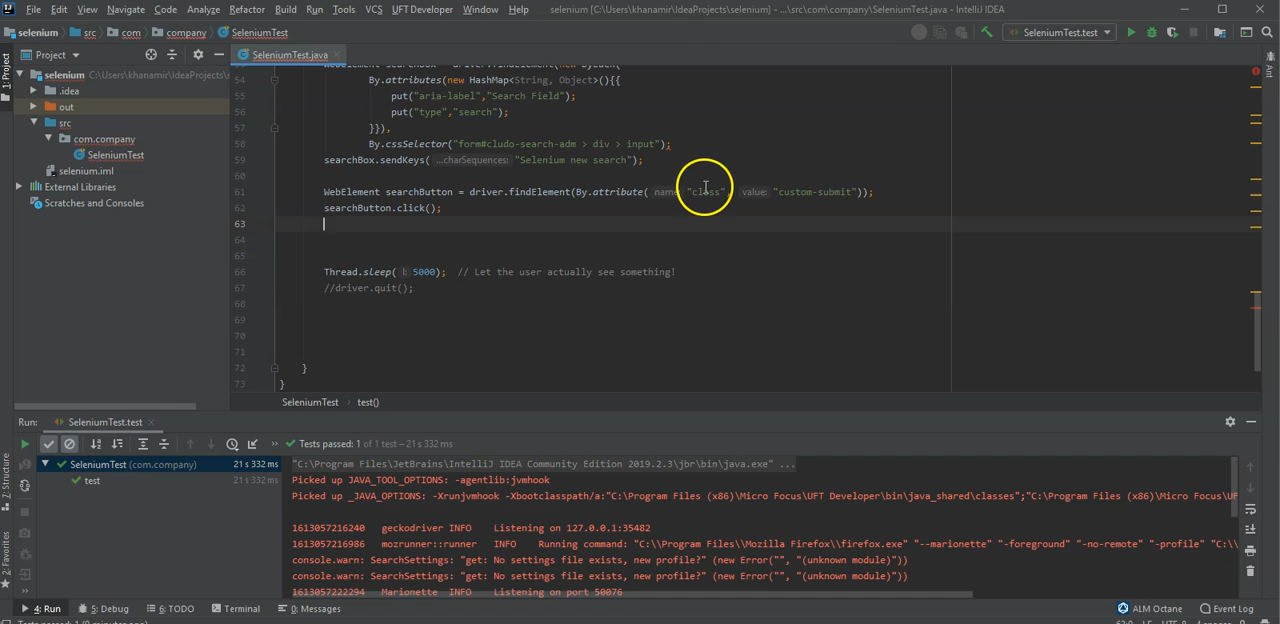 File Edit View Navigate Code Analyze Refactor Build Run Tools VCS UFT Developer Window Help selenium [C:\Users\khanamir\IdeaProjects\selenium] - ...\src\com\company\SeleniumTest.java - IntelliJ IDEA
selenium src com company SeleniumTest SeleniumTest.test
1: Project
Project
SeleniumTest.java
Ant
selenium C:\Users\khanamir\IdeaProjects\s
.idea
out
src
com.company
SeleniumTest
selenium.iml
External Libraries
Scratches and Consoles
54 By.attributes(new HashMap<String, Object>(){{
55 put("aria-label","Search Field");
56 put("type","search");
57 }}),
58 By.cssSelector("form#cludo-search-adm > div > input"));
59 searchBox.sendKeys( ...charSequences: "Selenium new search");
60
61 WebElement searchButton = driver.findElement(By.attribute( name: "class", value: "custom-submit"));
62 searchButton.click();
63
64
66 Thread.sleep( l: 5000); // Let the user actually see something!
67 //driver.quit();
68
69
70
71
72 }
73 }
SeleniumTest test()
Run: SeleniumTest.test
Tests passed: 1 of 1 test – 21 s 332 ms
SeleniumTest (com.company) 21 s 332 ms
test 21 s 332 ms
"C:\Program Files\JetBrains\IntelliJ IDEA Community Edition 2019.2.3\jbr\bin\java.exe" ...
Picked up JAVA_TOOL_OPTIONS: -agentlib:jvmhook
Picked up _JAVA_OPTIONS: -Xrunjvmhook -Xbootclasspath/a:"C:\Program Files (x86)\Micro Focus\UFT Developer\bin\java_shared\classes";"C:\Program Files (x86)\Micro Focus\UF
1613057216240 geckodriver INFO Listening on 127.0.0.1:35482
1613057216986 mozrunner::runner INFO Running command: "C:\\Program Files\\Mozilla Firefox\\firefox.exe" "--marionette" "-foreground" "-no-remote" "-profile" "C:\\
console.warn: SearchSettings: "get: No settings file exists, new profile?" (new Error("", "(unknown module)"))
console.warn: SearchSettings: "get: No settings file exists, new profile?" (new Error("", "(unknown module)"))
1613057222294 Marionette INFO Listening on port 50076
7: Structure
2: Favorites
4: Run 5: Debug 6: TODO Terminal 0: Messages ALM Octane Event Log